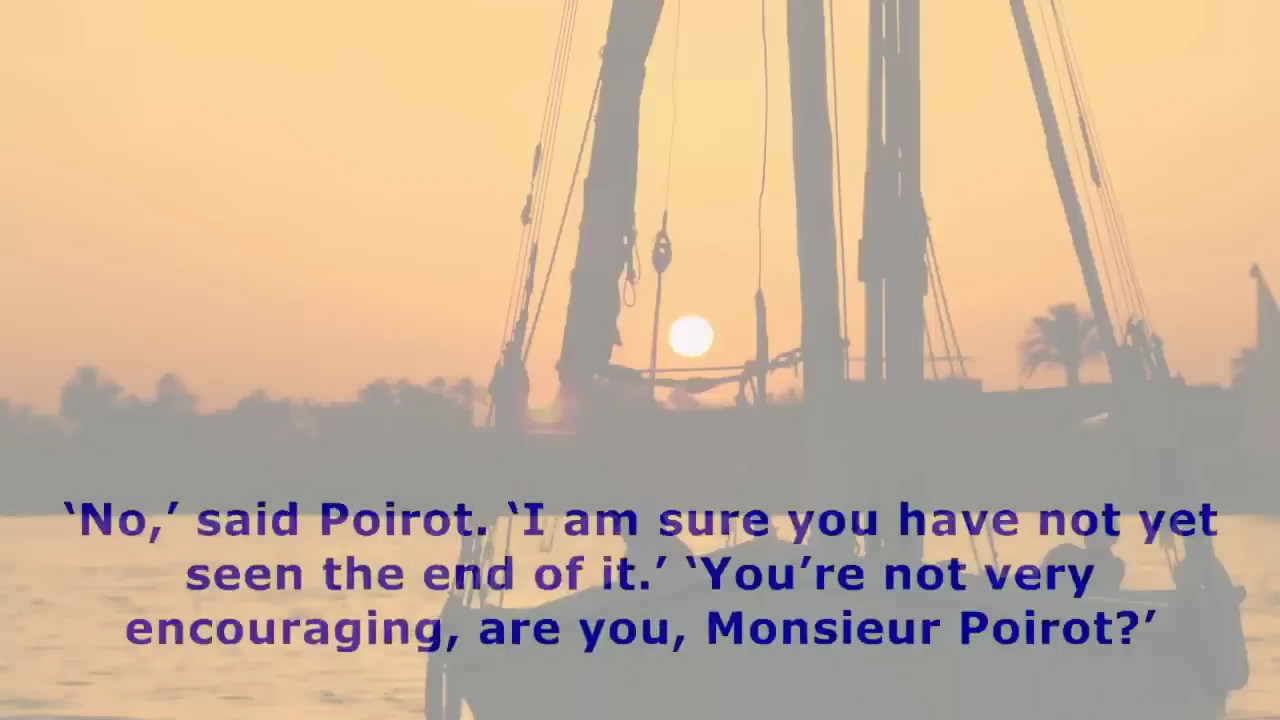 ‘No,’ said Poirot. ‘I am sure you have not yet
seen the end of it.’ ‘You’re not very
encouraging, are you, Monsieur Poirot?’